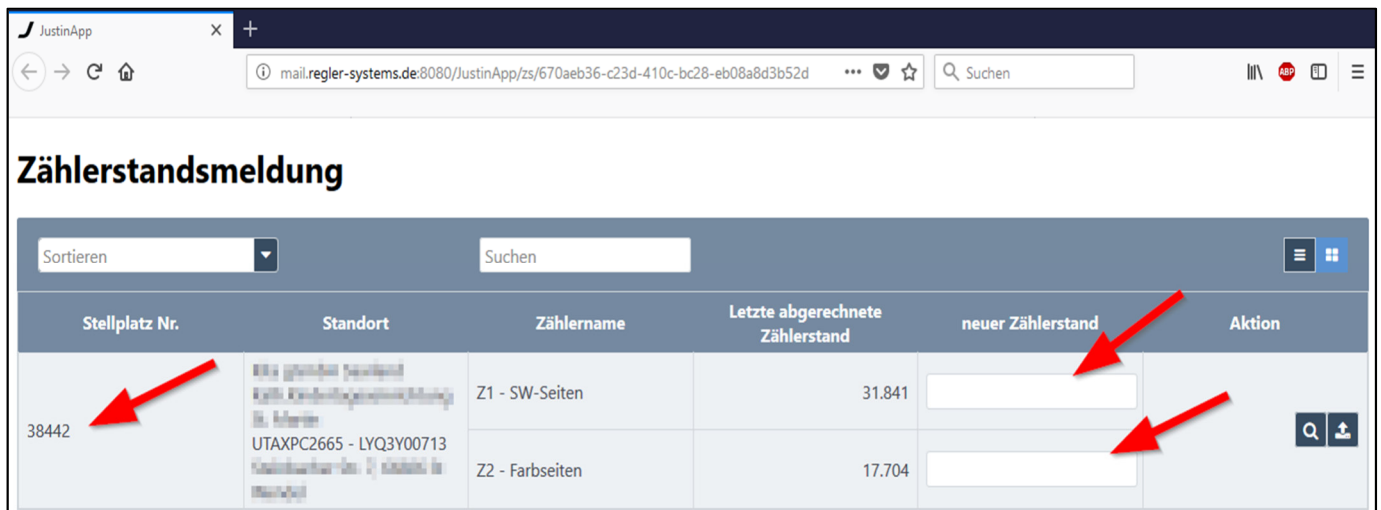 JustinApp
mail.regler-systems.de:8080/JustinApp/zs/670aeb36-c23d-410c-bc28-eb08a8d3b52d
Suchen
ABP
Zählerstandsmeldung
Sortieren
Suchen
Stellplatz Nr.
Standort
Zählername
Letzte abgerechnete
Zählerstand
neuer Zählerstand
Aktion
38442
UTAXPC2665 - LYQ3Y00713
Z1 - SW-Seiten
31.841
Z2 - Farbseiten
17.704